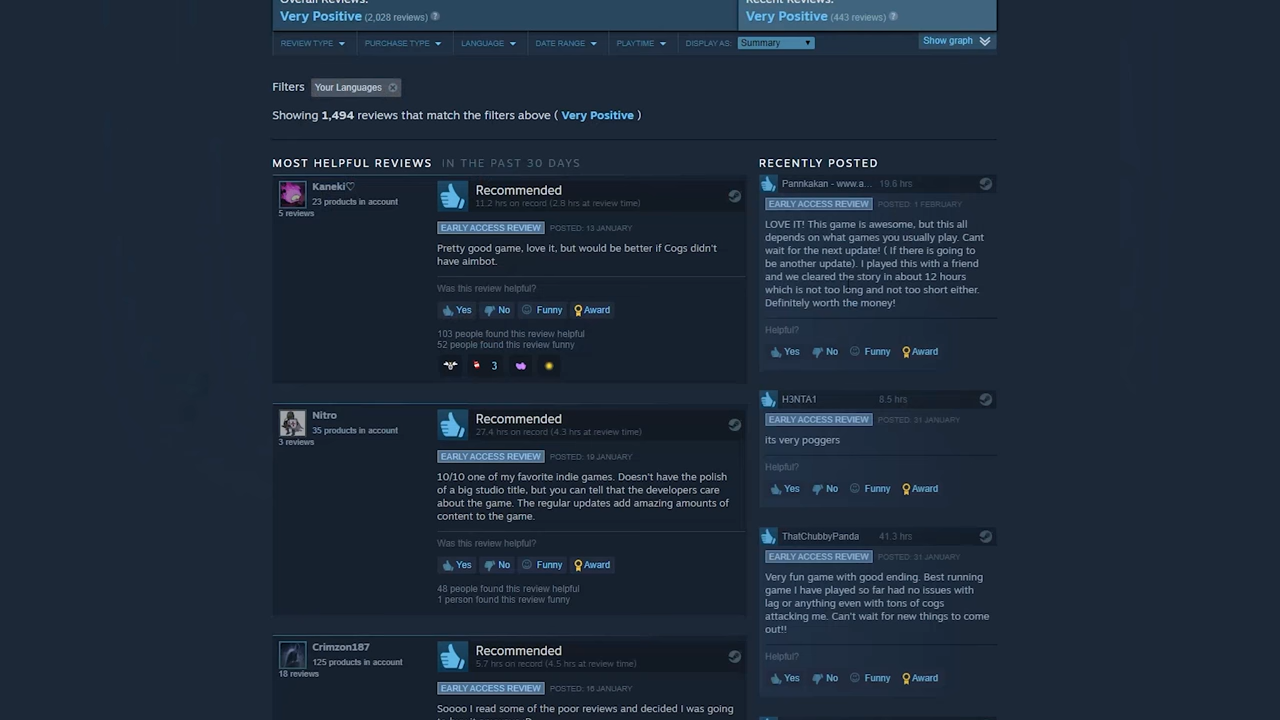 Overall Reviews:
Very Positive (2,028 reviews) ?
Recent Reviews:
Very Positive (443 reviews) ?
REVIEW TYPE PURCHASE TYPE LANGUAGE DATE RANGE PLAYTIME DISPLAY AS: Summary Show graph
Filters Your Languages
Showing 1,494 reviews that match the filters above ( Very Positive )
MOST HELPFUL REVIEWS IN THE PAST 30 DAYS
Kaneki♡
23 products in account
5 reviews
Recommended
11.2 hrs on record (2.8 hrs at review time)
EARLY ACCESS REVIEW POSTED: 13 JANUARY
Pretty good game, love it, but would be better if Cogs didn't
have aimbot.
Was this review helpful?
Yes No Funny Award
103 people found this review helpful
52 people found this review funny
3
Nitro
35 products in account
3 reviews
Recommended
27.4 hrs on record (4.3 hrs at review time)
EARLY ACCESS REVIEW POSTED: 19 JANUARY
10/10 one of my favorite indie games. Doesn't have the polish
of a big studio title, but you can tell that the developers care
about the game. The regular updates add amazing amounts of
content to the game.
Was this review helpful?
Yes No Funny Award
48 people found this review helpful
1 person found this review funny
Crimzon187
125 products in account
18 reviews
Recommended
5.7 hrs on record (4.5 hrs at review time)
EARLY ACCESS REVIEW POSTED: 16 JANUARY
Soooo I read some of the poor reviews and decided I was going
RECENTLY POSTED
Pannkakan - www.a... 19.6 hrs
EARLY ACCESS REVIEW POSTED: 1 FEBRUARY
LOVE IT! This game is awesome, but this all
depends on what games you usually play. Cant
wait for the next update! ( if there is going to
be another update). I played this with a friend
and we cleared the story in about 12 hours
which is not too long and not too short either.
Definitely worth the money!
Helpful?
Yes No Funny Award
H3NTA1 8.5 hrs
EARLY ACCESS REVIEW POSTED: 31 JANUARY
its very poggers
Helpful?
Yes No Funny Award
ThatChubbyPanda 41.3 hrs
EARLY ACCESS REVIEW POSTED: 31 JANUARY
Very fun game with good ending. Best running
game I have played so far had no issues with
lag or anything even with tons of cogs
attacking me. Can't wait for new things to come
out!!
Helpful?
Yes No Funny Award